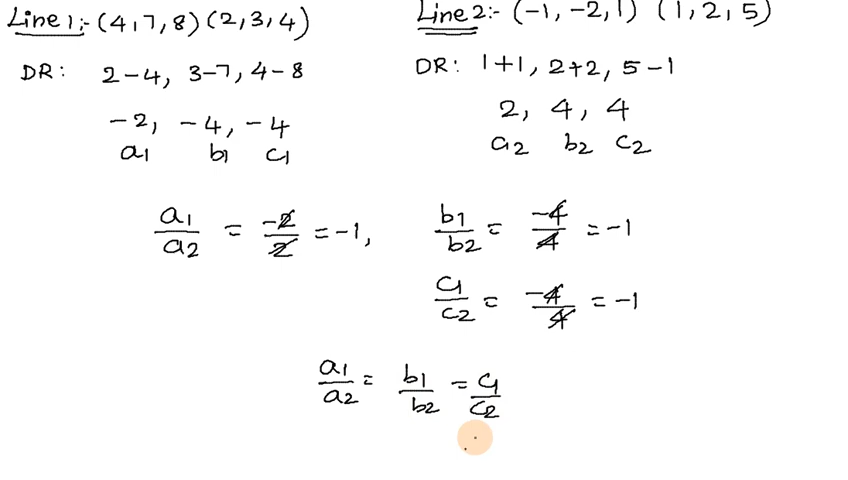 Line 1:- (4,7,8) (2,3,4)
DR: 2-4, 3-7, 4-8
-2, -4, -4
a1 b1 c1
Line 2:- (-1, -2, 1) (1, 2, 5)
DR: 1+1, 2+2, 5-1
2, 4, 4
a2 b2 c2
a1/a2 = -2/2 = -1, b1/b2 = -4/4 = -1
c1/c2 = -4/4 = -1
a1/a2 = b1/b2 = c1/c2